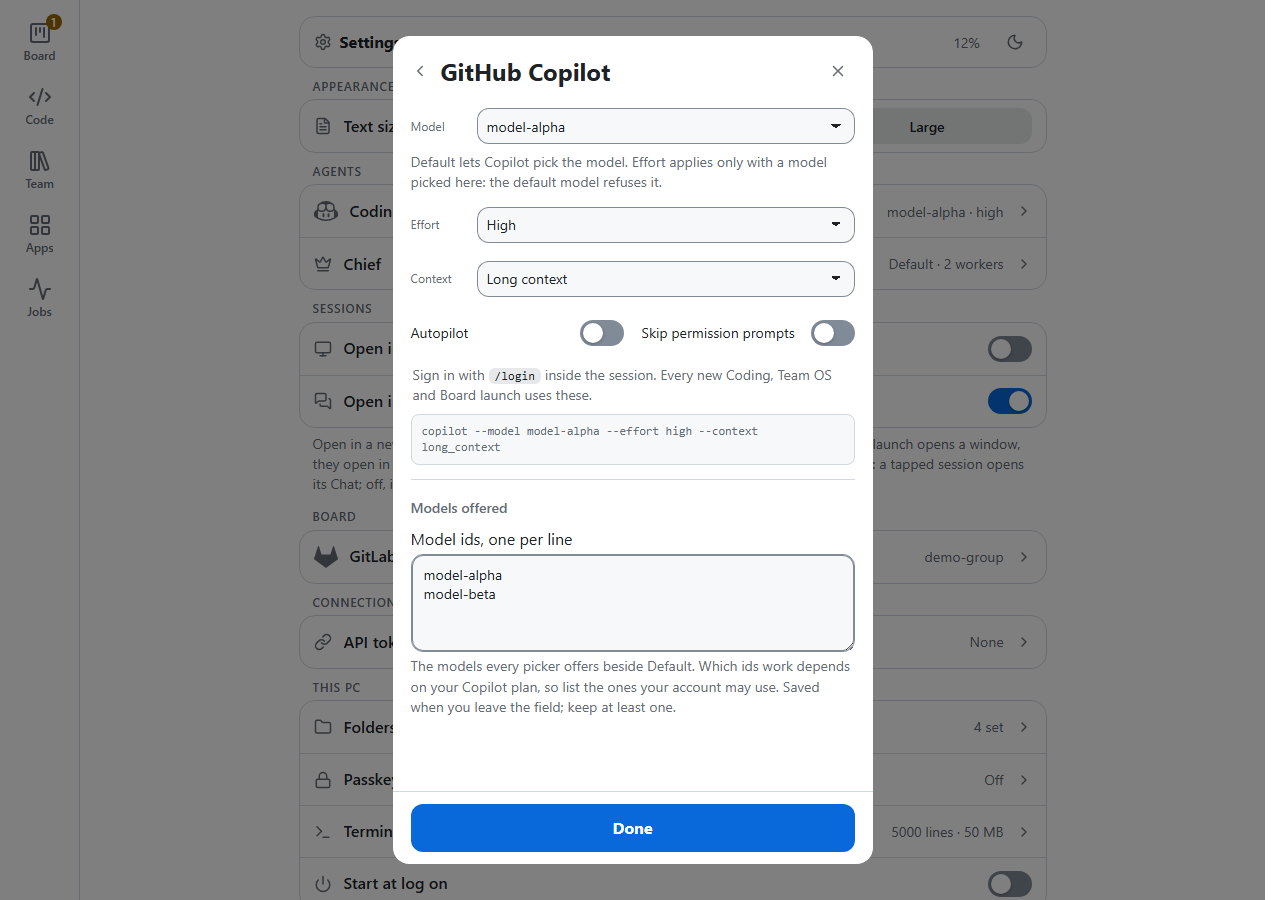 1
Board
Code
Team
Apps
Jobs
Settings
12%
APPEARANCE
Text siz
Large
AGENTS
Coding
model-alpha · high
Chief
Default · 2 workers
SESSIONS
Open i
Open i
Open in a ne
launch opens a window,
they open in
: a tapped session opens
its Chat; off, i
BOARD
GitLab
demo-group
CONNECTION
API tok
None
THIS PC
Folders
4 set
Passke
Off
Termin
5000 lines · 50 MB
Start at log on
GitHub Copilot
Model
model-alpha
Default lets Copilot pick the model. Effort applies only with a model
picked here: the default model refuses it.
Effort
High
Context
Long context
Autopilot
Skip permission prompts
Sign in with /login inside the session. Every new Coding, Team OS
and Board launch uses these.
copilot --model model-alpha --effort high --context
long_context
Models offered
Model ids, one per line
model-alpha
model-beta
The models every picker offers beside Default. Which ids work depends
on your Copilot plan, so list the ones your account may use. Saved
when you leave the field; keep at least one.
Done